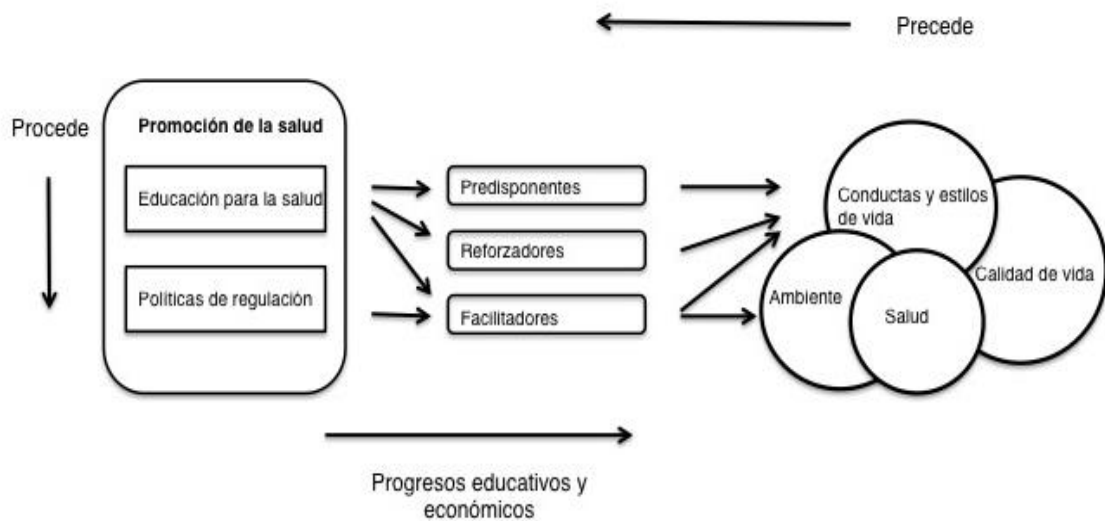 Precede
Procede
Promoción de la salud
Educación para la salud
Políticas de regulación
Predisponentes
Reforzadores
Facilitadores
Conductas y estilos
de vida
Calidad de vida
Ambiente
Salud
Progresos educativos y
económicos